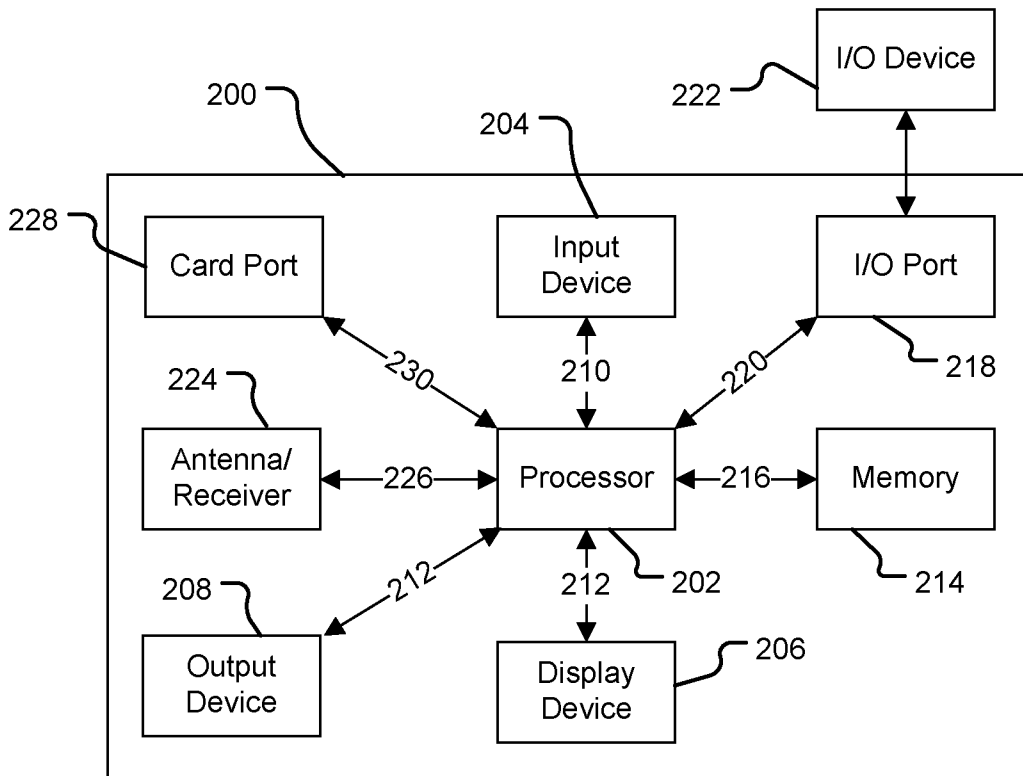 I/O Device
222
200
204
228
Card Port
Input
Device
I/O Port
230
210
220
218
224
Antenna/
Receiver
226
Processor
216
Memory
208
212
212
202
214
Output
Device
Display
Device
206